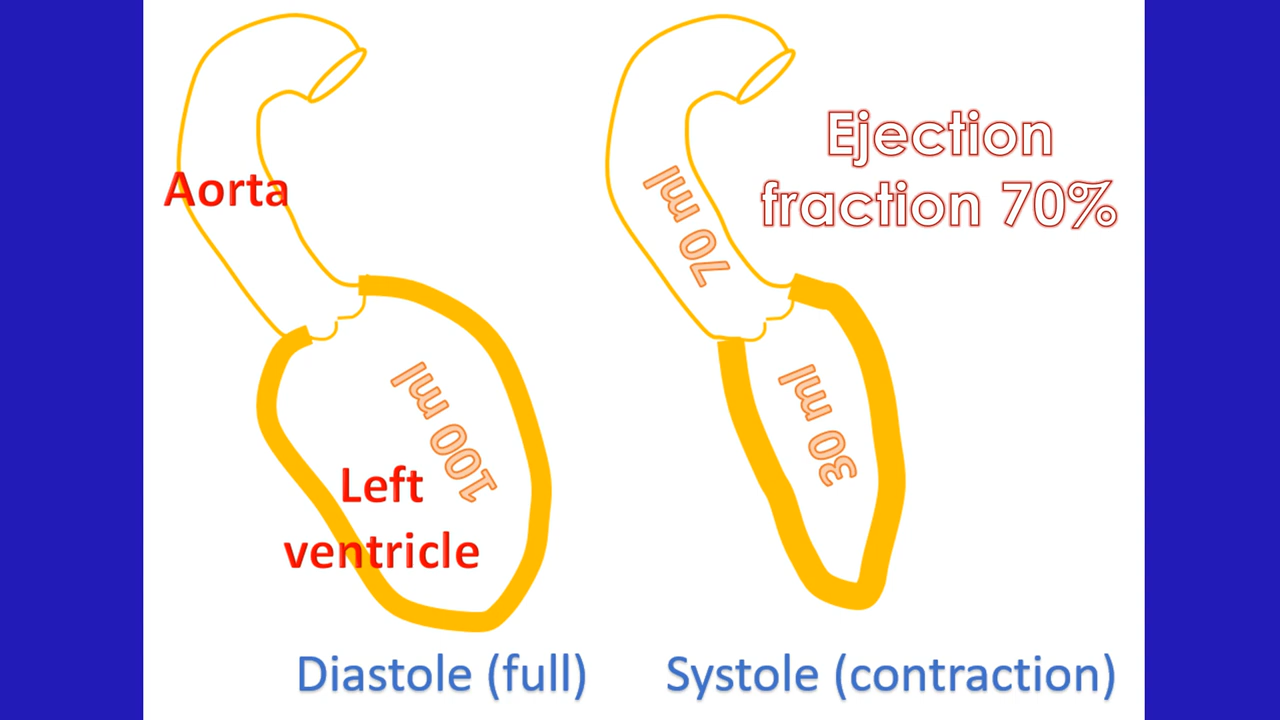 Aorta
100 ml
Left
ventricle
Diastole (full)
Ejection
fraction 70%
70 ml
30 ml
Systole (contraction)